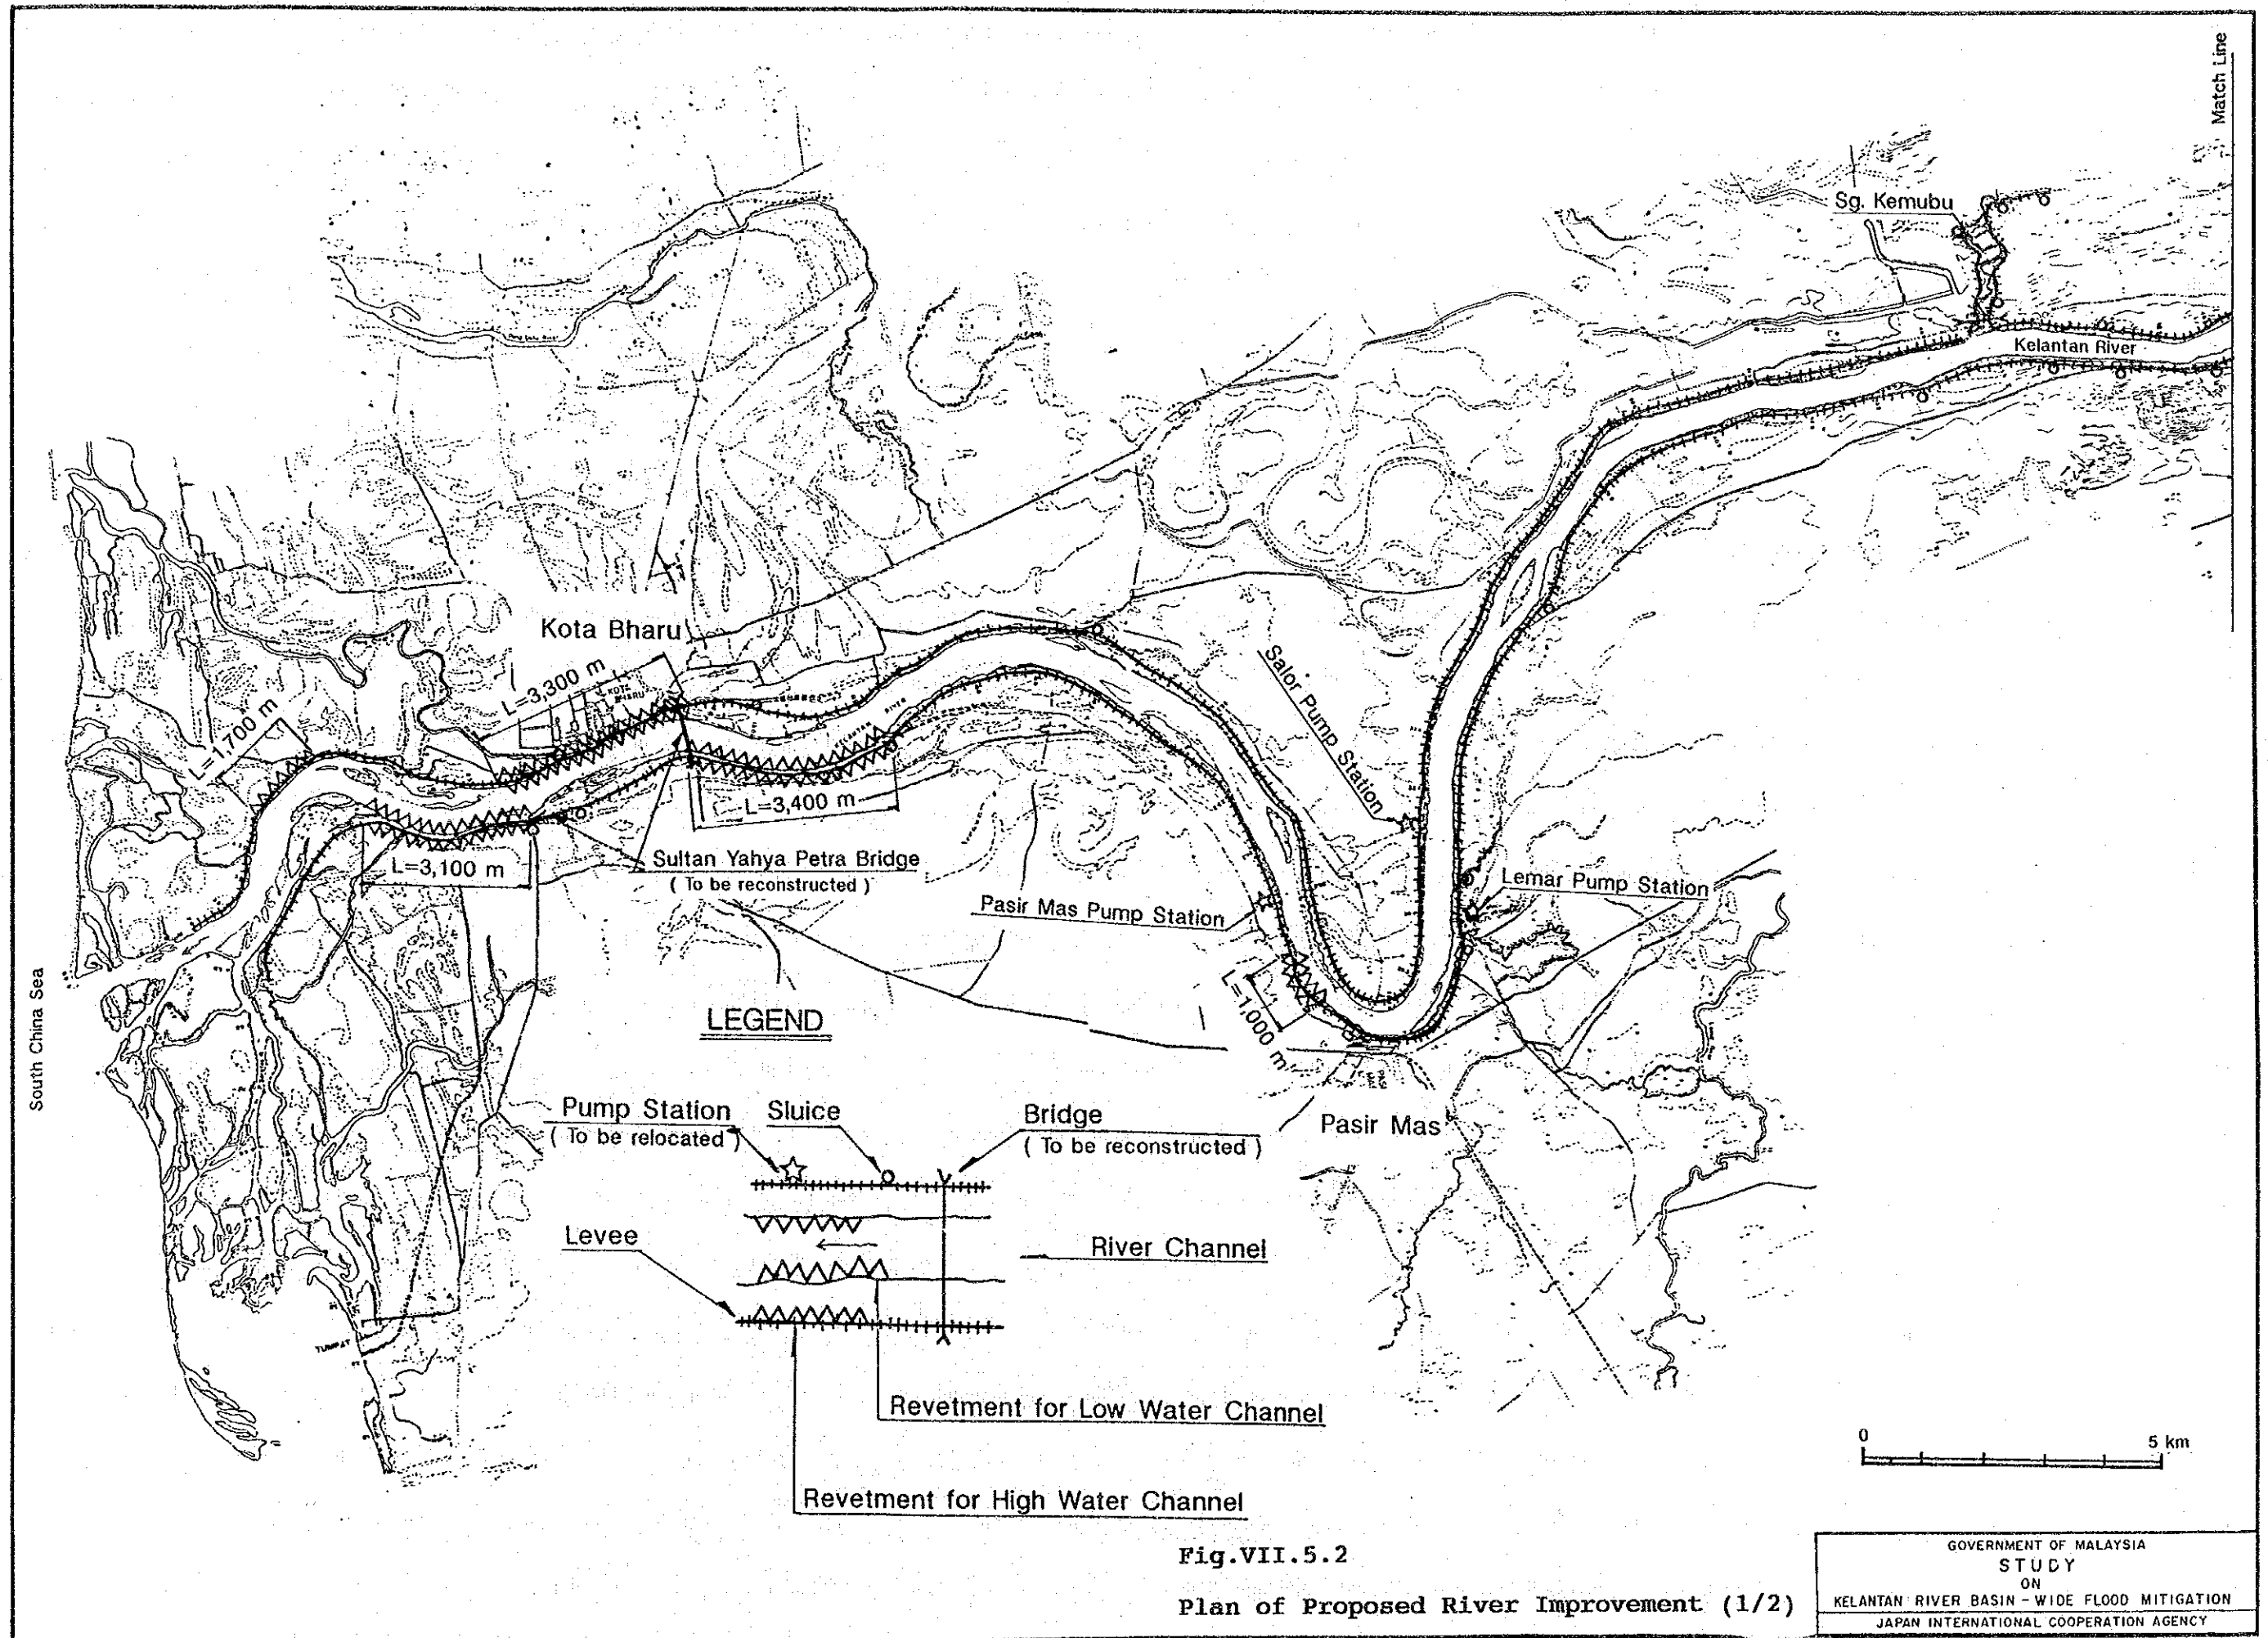 Match Line
Sg. Kemubu
Kelantan River
Kota Bharu
L=3,300 m
KOTA
BHARU
L=1,700 m
RIVER
L=3,400 m
L=3,100 m
Sultan Yahya Petra Bridge
( To be reconstructed )
Salor Pump Station
Lemar Pump Station
Pasir Mas Pump Station
L=1,000 m
Pasir Mas
South China Sea
LEGEND
Pump Station
( To be relocated )
Sluice
Bridge
( To be reconstructed )
Levee
River Channel
Revetment for Low Water Channel
Revetment for High Water Channel
TUMPAT
0 5 km
Fig.VII.5.2
Plan of Proposed River Improvement (1/2)
GOVERNMENT OF MALAYSIA
STUDY
ON
KELANTAN RIVER BASIN - WIDE FLOOD MITIGATION
JAPAN INTERNATIONAL COOPERATION AGENCY